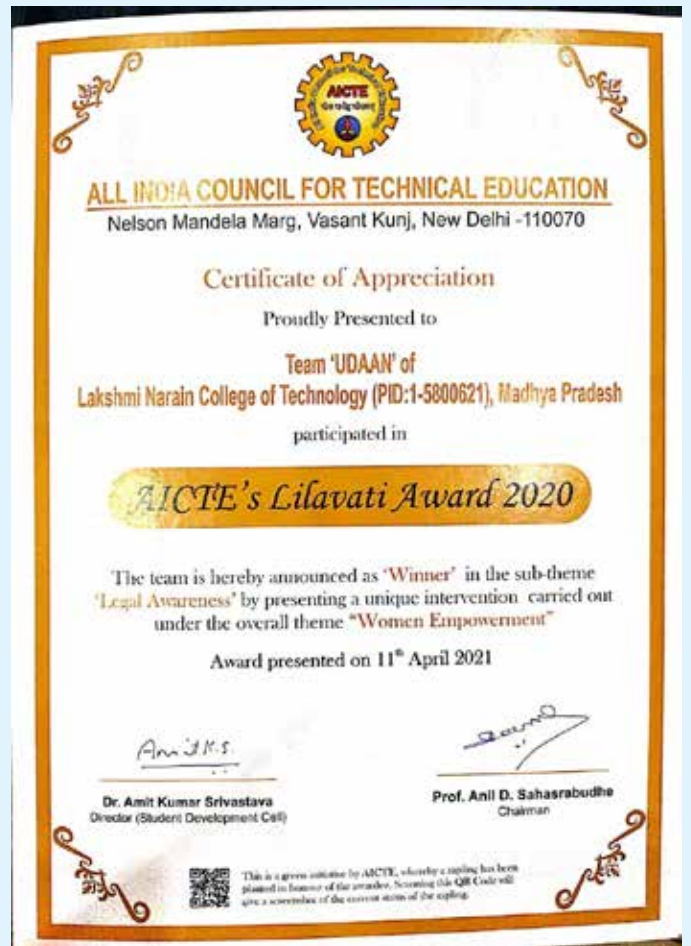 AICTE
ALL INDIA COUNCIL FOR TECHNICAL EDUCATION
Nelson Mandela Marg, Vasant Kunj, New Delhi -110070
Certificate of Appreciation
Proudly Presented to
Team 'UDAAN' of
Lakshmi Narain College of Technology (PID:1-5800621), Madhya Pradesh
participated in
AICTE's Lilavati Award 2020
The team is hereby announced as 'Winner' in the sub-theme
'Legal Awareness' by presenting a unique intervention carried out
under the overall theme "Women Empowerment"
Award presented on 11th April 2021
Amit K.S.
Dr. Amit Kumar Srivastava
Director (Student Development Cell)
Prof. Anil D. Sahasrabudhe
Chairman
This is a green initiative by AICTE, whereby a sapling has been
planted in honour of the awardee. Scanning this QR Code will
give a screenshot of the current status of the sapling.